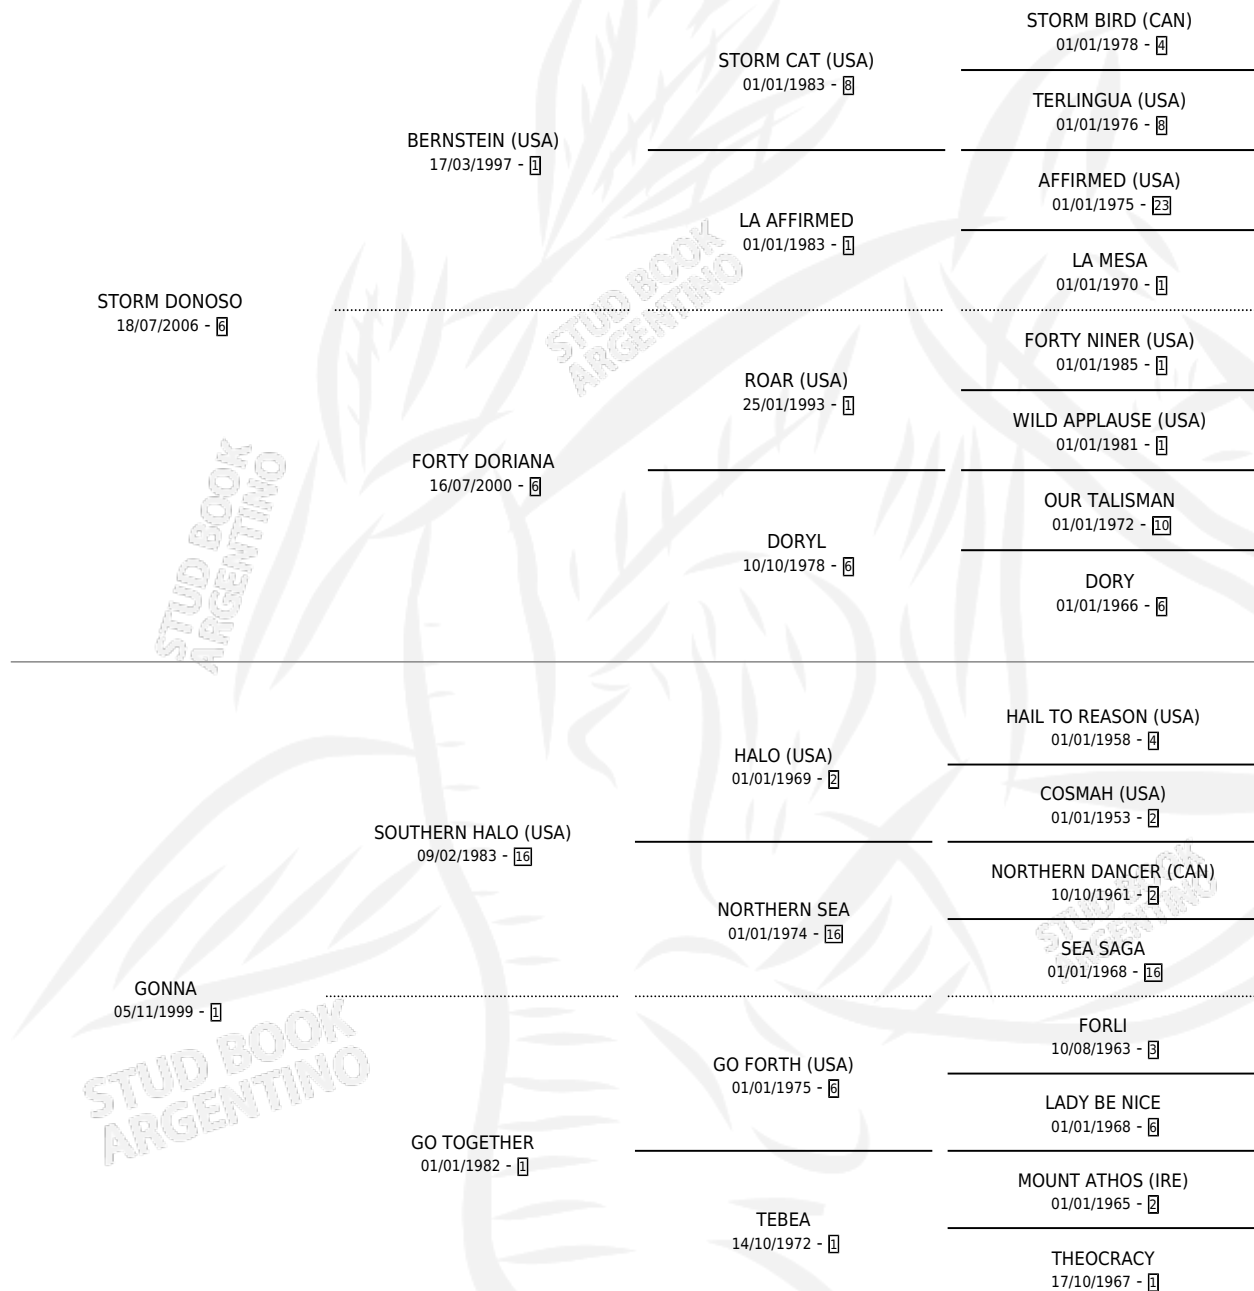 STORM BIRD (CAN)
01/01/1978 - 4
STORM CAT (USA)
01/01/1983 - 8
TERLINGUA (USA)
01/01/1976 - 8
BERNSTEIN (USA)
17/03/1997 - 1
AFFIRMED (USA)
01/01/1975 - 23
LA AFFIRMED
01/01/1983 - 1
LA MESA
01/01/1970 - 1
STORM DONOSO
18/07/2006 - 6
FORTY NINER (USA)
01/01/1985 - 1
ROAR (USA)
25/01/1993 - 1
WILD APPLAUSE (USA)
01/01/1981 - 1
FORTY DORIANA
16/07/2000 - 6
OUR TALISMAN
01/01/1972 - 10
DORYL
10/10/1978 - 6
DORY
01/01/1966 - 6
STUD BOOK
ARGENTINO
STUD BOOK
ARGENTINO
HAIL TO REASON (USA)
01/01/1958 - 4
HALO (USA)
01/01/1969 - 2
COSMAH (USA)
01/01/1953 - 2
SOUTHERN HALO (USA)
09/02/1983 - 16
NORTHERN DANCER (CAN)
10/10/1961 - 2
NORTHERN SEA
01/01/1974 - 16
SEA SAGA
01/01/1968 - 16
STUD BOOK
ARGENTINO
GONNA
05/11/1999 - 1
FORLI
10/08/1963 - 3
GO FORTH (USA)
01/01/1975 - 6
LADY BE NICE
01/01/1968 - 6
STUD BOOK
ARGENTINO
GO TOGETHER
01/01/1982 - 1
MOUNT ATHOS (IRE)
01/01/1965 - 2
TEBEA
14/10/1972 - 1
THEOCRACY
17/10/1967 - 1